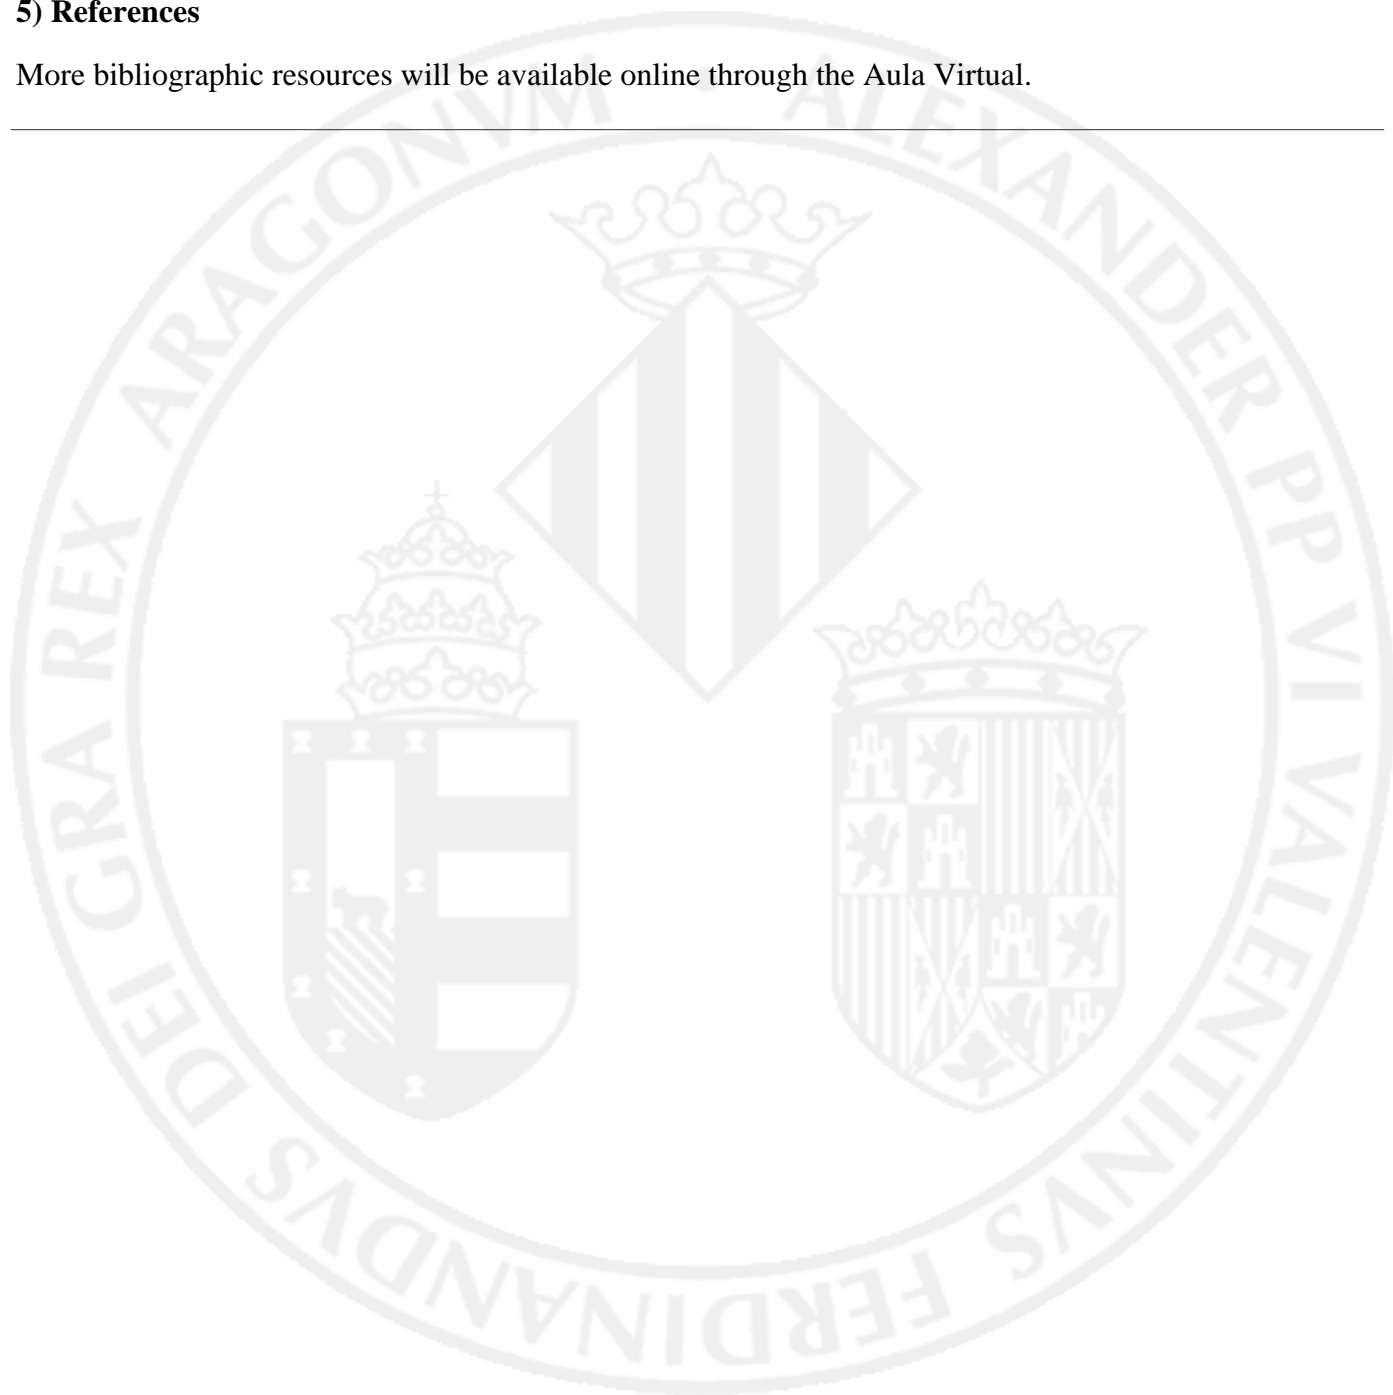 5) References
More bibliographic resources will be available online through the Aula Virtual.
ALEXANDER PP VI VALENTINVS FERDINANDVS DEI GRA REX ARAGONVM